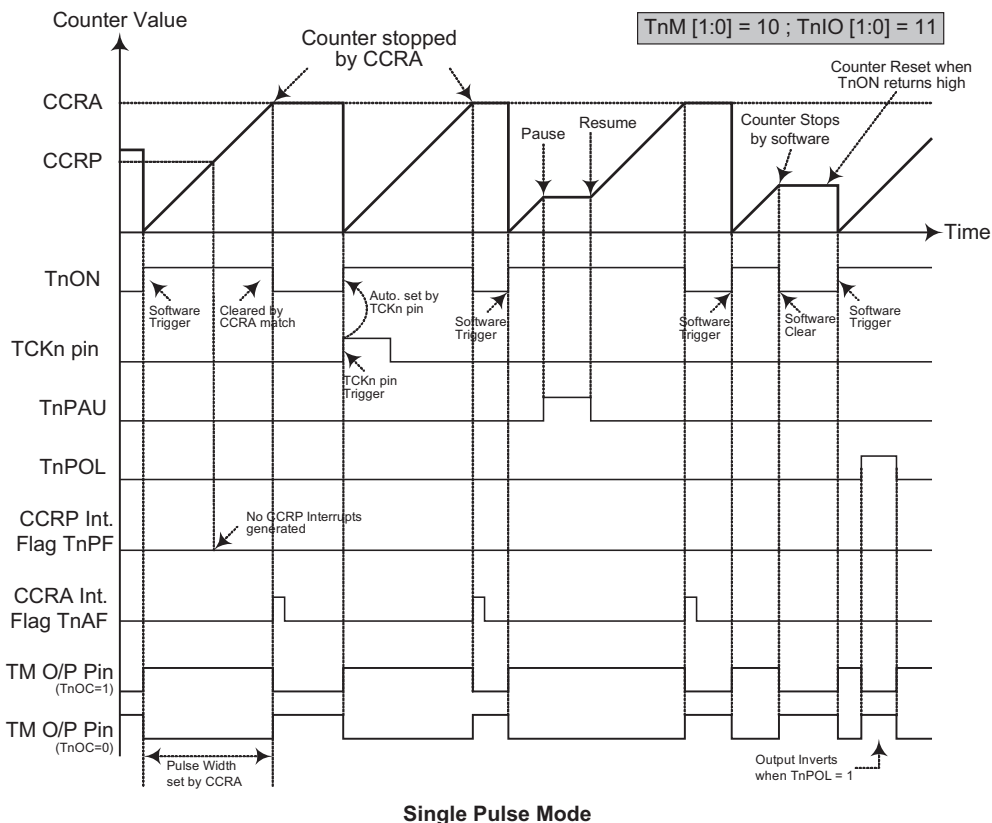 Counter Value
TnM [1:0] = 10 ; TnIO [1:0] = 11
Counter stopped
by CCRA
Counter Reset when
TnON returns high
CCRA
CCRP
Pause
Resume
Counter Stops
by software
Time
TnON
Software
Trigger
Cleared by
CCRA match
Auto. set by
TCKn pin
Software
Trigger
Software
Trigger
Software
Clear
Software
Trigger
TCKn pin
TCKn pin
Trigger
TnPAU
TnPOL
CCRP Int.
Flag TnPF
No CCRP Interrupts
generated
CCRA Int.
Flag TnAF
TM O/P Pin
(TnOC=1)
TM O/P Pin
(TnOC=0)
Pulse Width
set by CCRA
Output Inverts
when TnPOL = 1
Single Pulse Mode